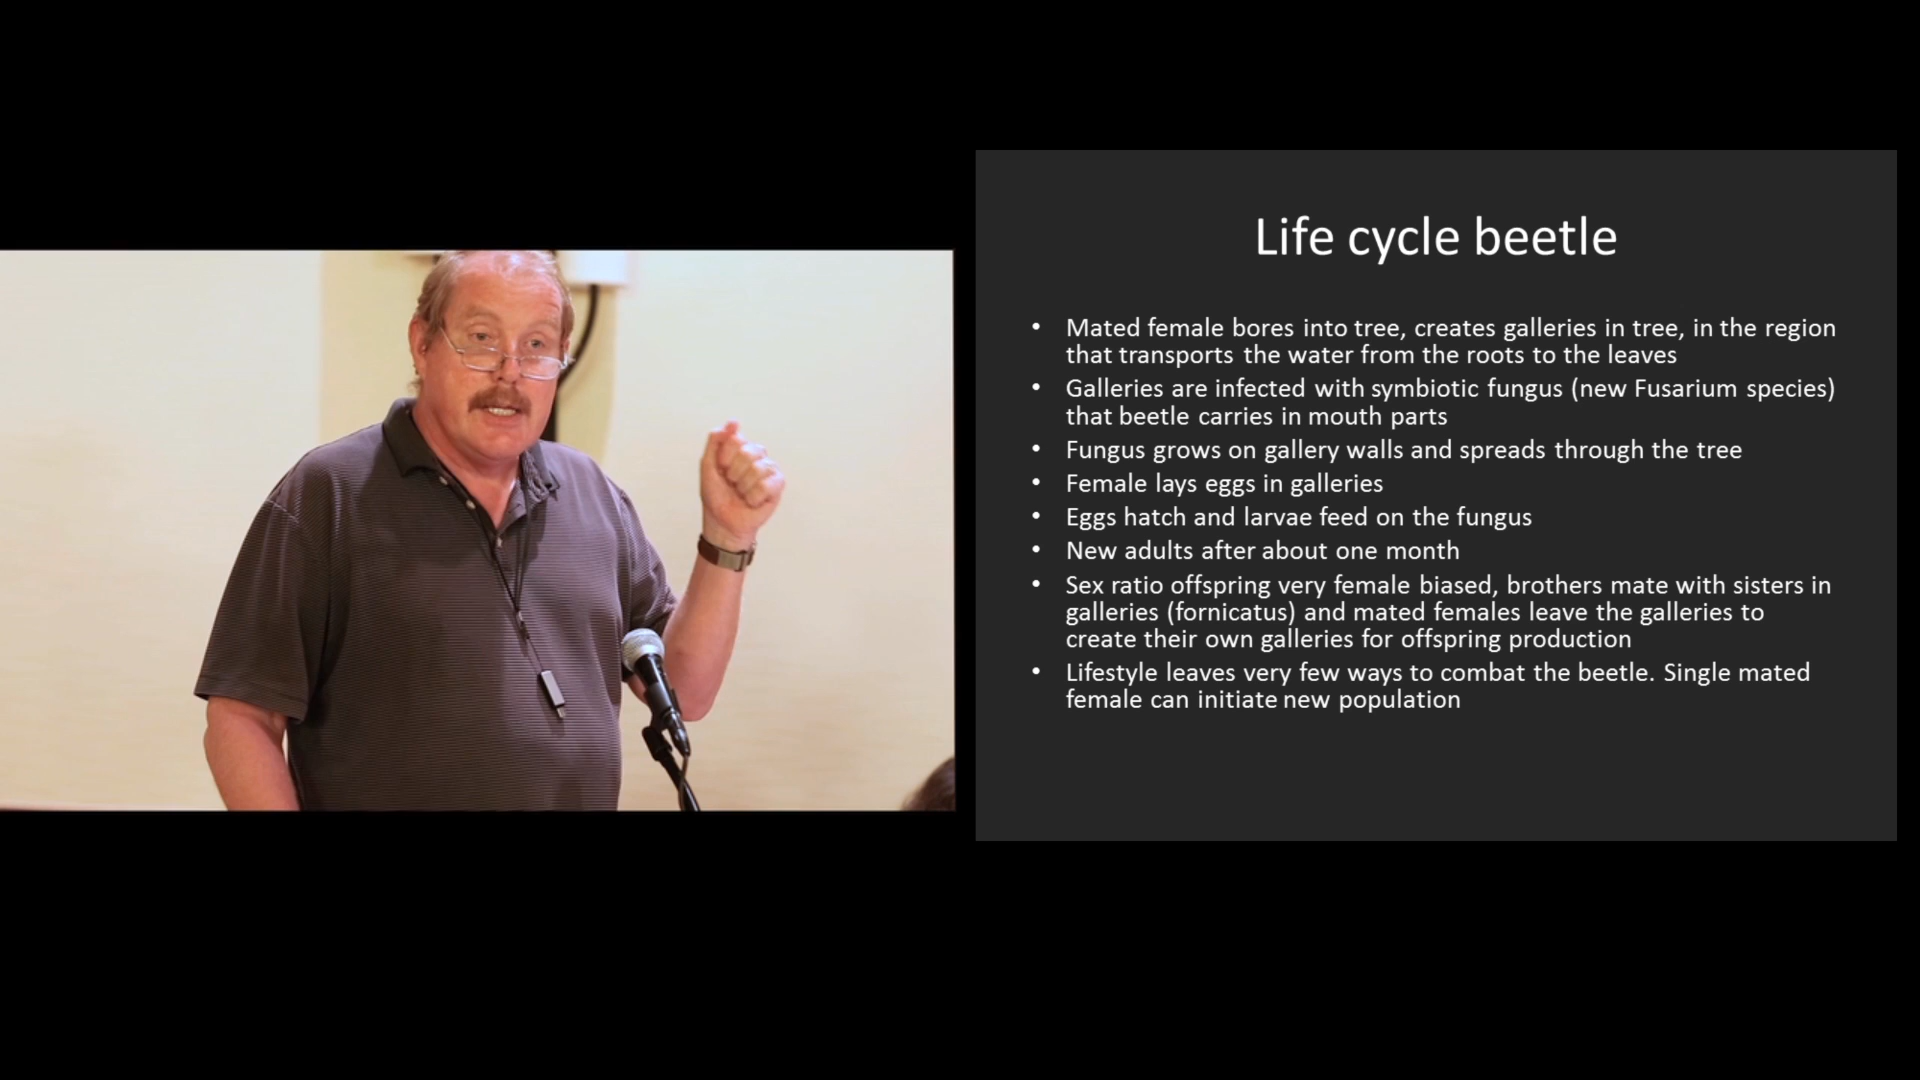 Life cycle beetle
• Mated female bores into tree, creates galleries in tree, in the region
that transports the water from the roots to the leaves
• Galleries are infected with symbiotic fungus (new Fusarium species)
that beetle carries in mouth parts
• Fungus grows on gallery walls and spreads through the tree
• Female lays eggs in galleries
• Eggs hatch and larvae feed on the fungus
• New adults after about one month
• Sex ratio offspring very female biased, brothers mate with sisters in
galleries (fornicatus) and mated females leave the galleries to
create their own galleries for offspring production
• Lifestyle leaves very few ways to combat the beetle. Single mated
female can initiate new population